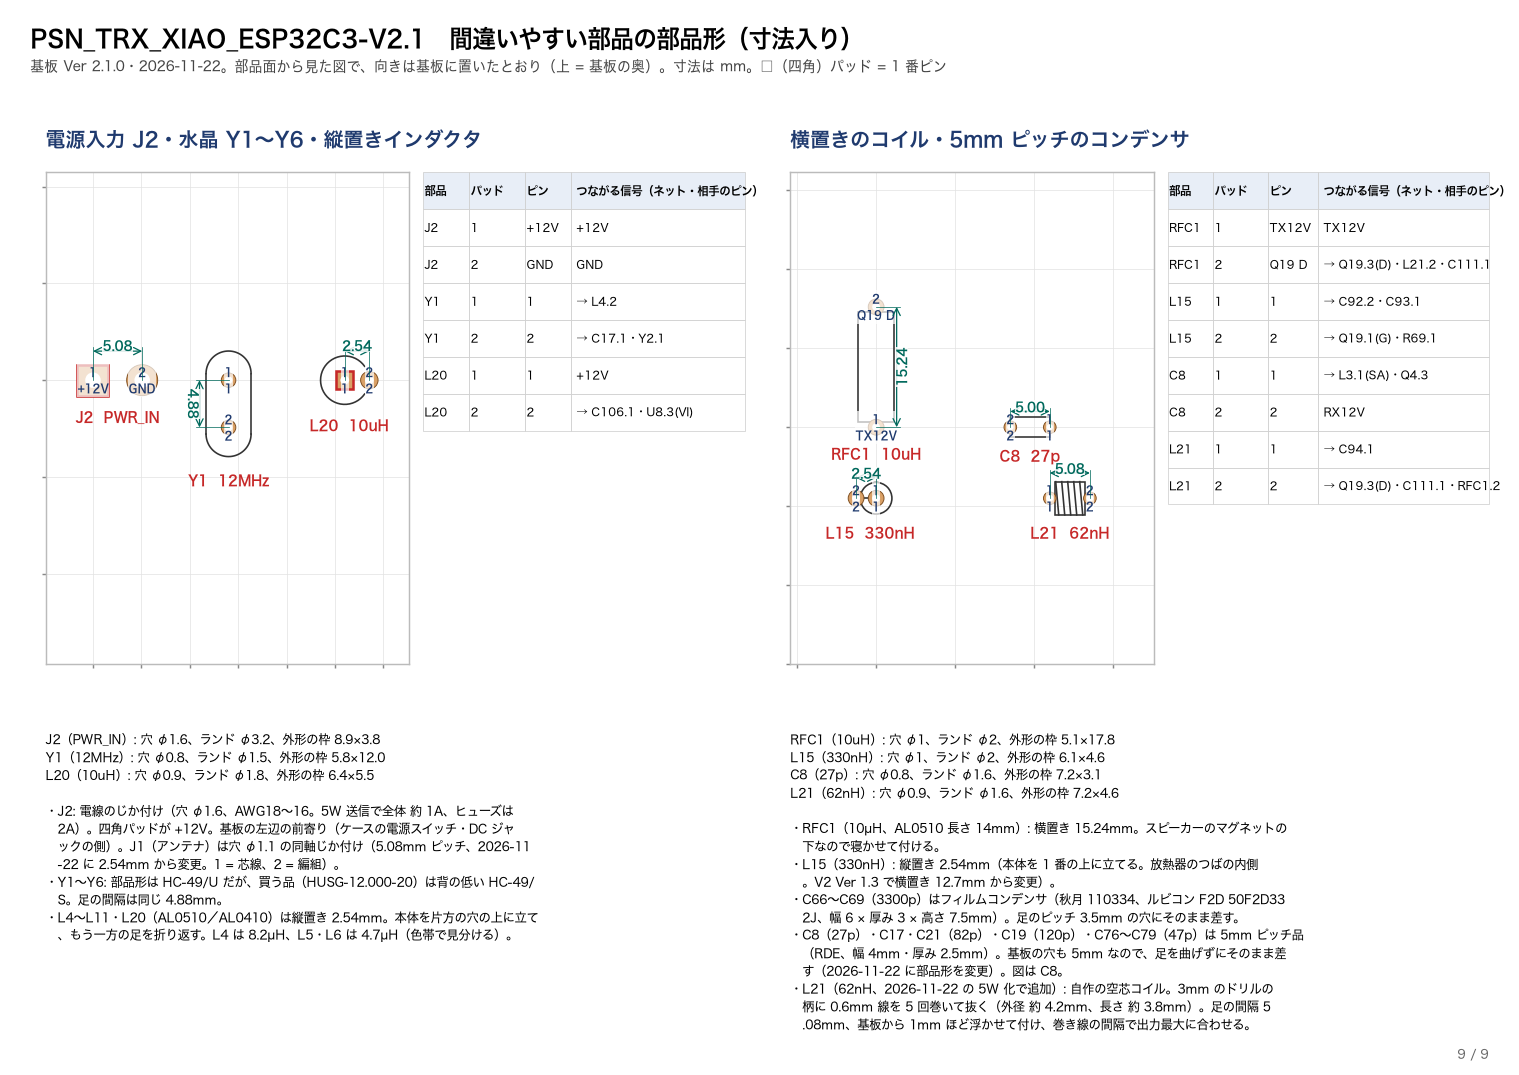 PSN_TRX_XIAO_ESP32C3-V2.1　間違いやすい部品の部品形（寸法入り）
基板 Ver 2.1.0・2026-11-22。部品面から見た図で、向きは基板に置いたとおり（上 = 基板の奥）。寸法は mm。□（四角）パッド = 1 番ピン
電源入力 J2・水晶 Y1～Y6・縦置きインダクタ
5.08
1
+12V
2
GND
J2 PWR_IN
4.88
1
1
2
2
Y1 12MHz
2.54
1
1
2
2
L20 10uH
部品 パッド ピン つながる信号（ネット・相手のピン）
J2 1 +12V +12V
J2 2 GND GND
Y1 1 1 → L4.2
Y1 2 2 → C17.1・Y2.1
L20 1 1 +12V
L20 2 2 → C106.1・U8.3(VI)
J2（PWR_IN）: 穴 φ1.6、ランド φ3.2、外形の枠 8.9×3.8
Y1（12MHz）: 穴 φ0.8、ランド φ1.5、外形の枠 5.8×12.0
L20（10uH）: 穴 φ0.9、ランド φ1.8、外形の枠 6.4×5.5
・J2: 電線のじか付け（穴 φ1.6、AWG18～16。5W 送信で全体 約 1A、ヒューズは
2A）。四角パッドが +12V。基板の左辺の前寄り（ケースの電源スイッチ・DC ジャ
ックの側）。J1（アンテナ）は穴 φ1.1 の同軸じか付け（5.08mm ピッチ、2026-11
-22 に 2.54mm から変更。1 = 芯線、2 = 編組）。
・Y1～Y6: 部品形は HC-49/U だが、買う品（HUSG-12.000-20）は背の低い HC-49/
S。足の間隔は同じ 4.88mm。
・L4～L11・L20（AL0510／AL0410）は縦置き 2.54mm。本体を片方の穴の上に立て
、もう一方の足を折り返す。L4 は 8.2μH、L5・L6 は 4.7μH（色帯で見分ける）。
横置きのコイル・5mm ピッチのコンデンサ
2
Q19 D
15.24
1
TX12V
RFC1 10uH
2.54
2
2
1
1
L15 330nH
5.00
2
2
1
1
C8 27p
5.08
1
1
2
2
L21 62nH
部品 パッド ピン つながる信号（ネット・相手のピン）
RFC1 1 TX12V TX12V
RFC1 2 Q19 D → Q19.3(D)・L21.2・C111.1
L15 1 1 → C92.2・C93.1
L15 2 2 → Q19.1(G)・R69.1
C8 1 1 → L3.1(SA)・Q4.3
C8 2 2 RX12V
L21 1 1 → C94.1
L21 2 2 → Q19.3(D)・C111.1・RFC1.2
RFC1（10uH）: 穴 φ1、ランド φ2、外形の枠 5.1×17.8
L15（330nH）: 穴 φ1、ランド φ2、外形の枠 6.1×4.6
C8（27p）: 穴 φ0.8、ランド φ1.6、外形の枠 7.2×3.1
L21（62nH）: 穴 φ0.9、ランド φ1.6、外形の枠 7.2×4.6
・RFC1（10μH、AL0510 長さ 14mm）: 横置き 15.24mm。スピーカーのマグネットの
下なので寝かせて付ける。
・L15（330nH）: 縦置き 2.54mm（本体を 1 番の上に立てる。放熱器のつばの内側
。V2 Ver 1.3 で横置き 12.7mm から変更）。
・C66～C69（3300p）はフィルムコンデンサ（秋月 110334、ルビコン F2D 50F2D33
2J、幅 6 × 厚み 3 × 高さ 7.5mm）。足のピッチ 3.5mm の穴にそのまま差す。
・C8（27p）・C17・C21（82p）・C19（120p）・C76～C79（47p）は 5mm ピッチ品
（RDE、幅 4mm・厚み 2.5mm）。基板の穴も 5mm なので、足を曲げずにそのまま差
す（2026-11-22 に部品形を変更）。図は C8。
・L21（62nH、2026-11-22 の 5W 化で追加）: 自作の空芯コイル。3mm のドリルの
柄に 0.6mm 線を 5 回巻いて抜く（外径 約 4.2mm、長さ 約 3.8mm）。足の間隔 5
.08mm、基板から 1mm ほど浮かせて付け、巻き線の間隔で出力最大に合わせる。
9 / 9